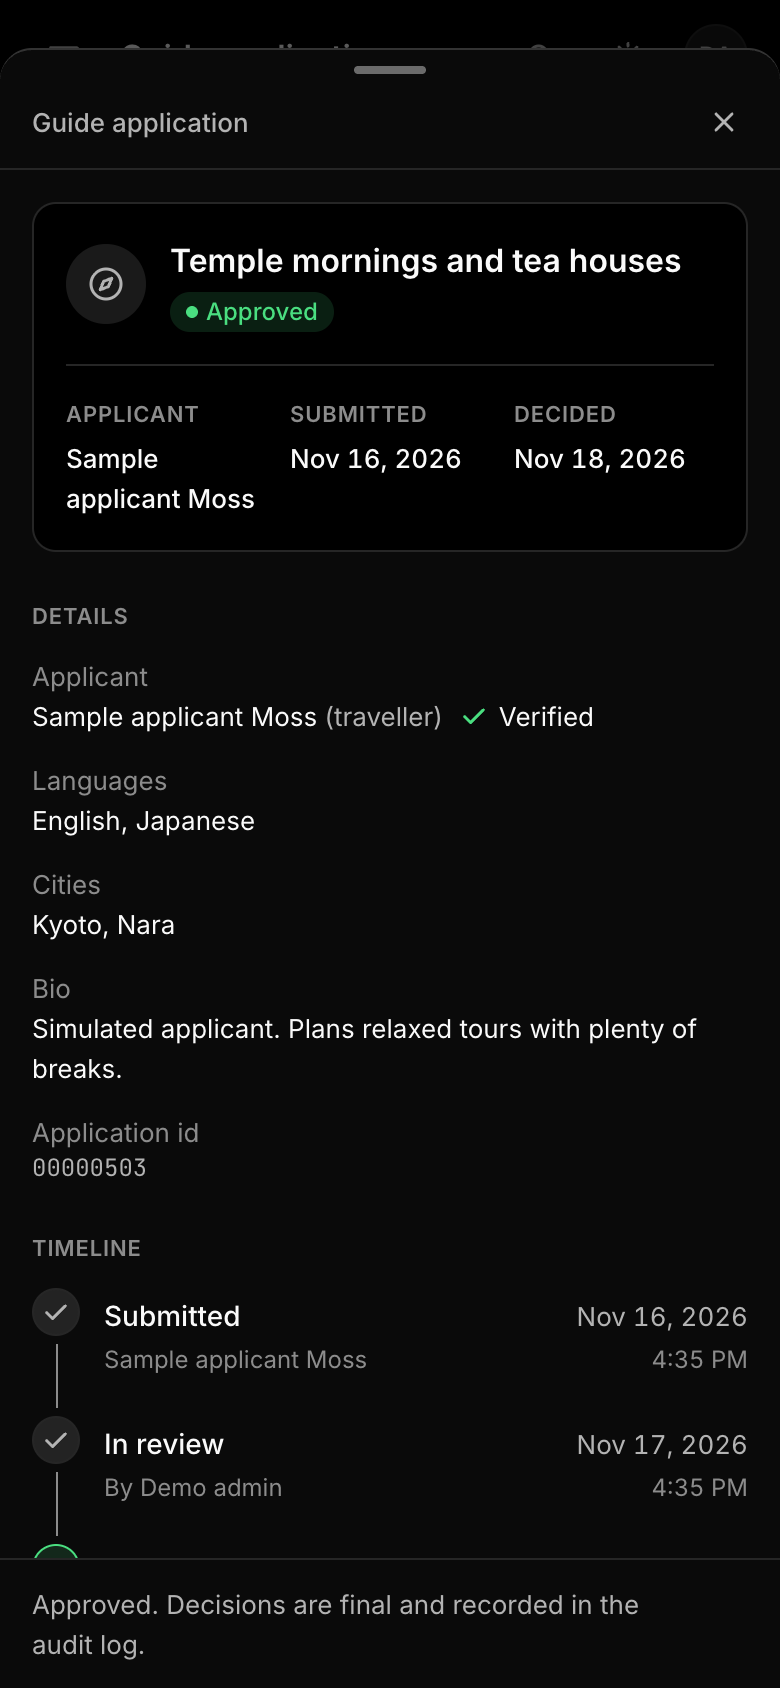 Guide application
Temple mornings and tea houses
Approved
APPLICANT
Sample
applicant Moss
SUBMITTED
Nov 16, 2026
DECIDED
Nov 18, 2026
DETAILS
Applicant
Sample applicant Moss (traveller) Verified
Languages
English, Japanese
Cities
Kyoto, Nara
Bio
Simulated applicant. Plans relaxed tours with plenty of
breaks.
Application id
00000503
TIMELINE
Submitted Nov 16, 2026
Sample applicant Moss 4:35 PM
In review Nov 17, 2026
By Demo admin 4:35 PM
Approved. Decisions are final and recorded in the
audit log.